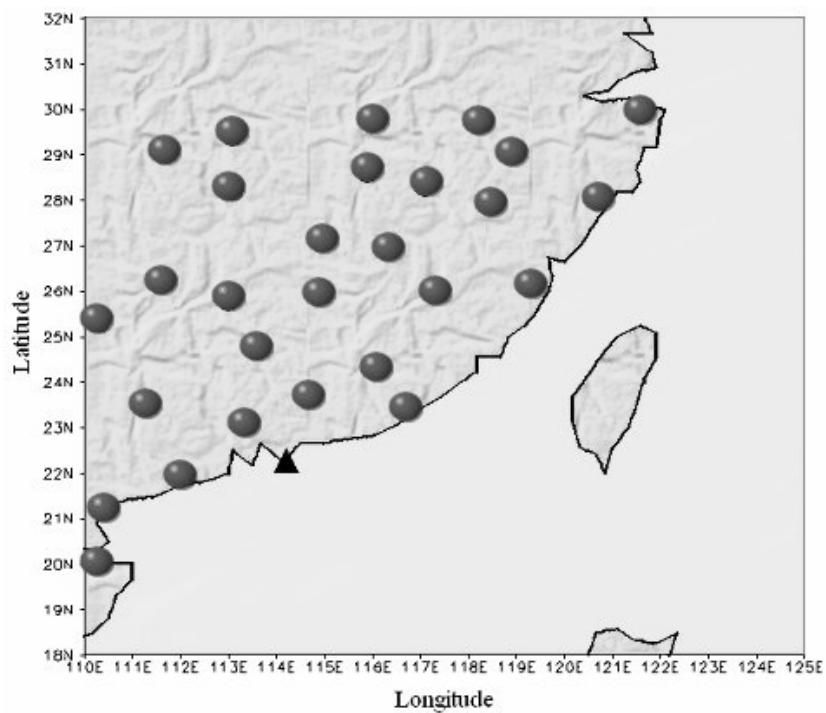 32N
31N
30N
29N
28N
27N
26N
25N
24N
23N
22N
21N
20N
19N
18N
Latitude
110E 111E 112E 113E 114E 115E 116E 117E 118E 119E 120E 121E 122E 123E 124E 125E
Longitude